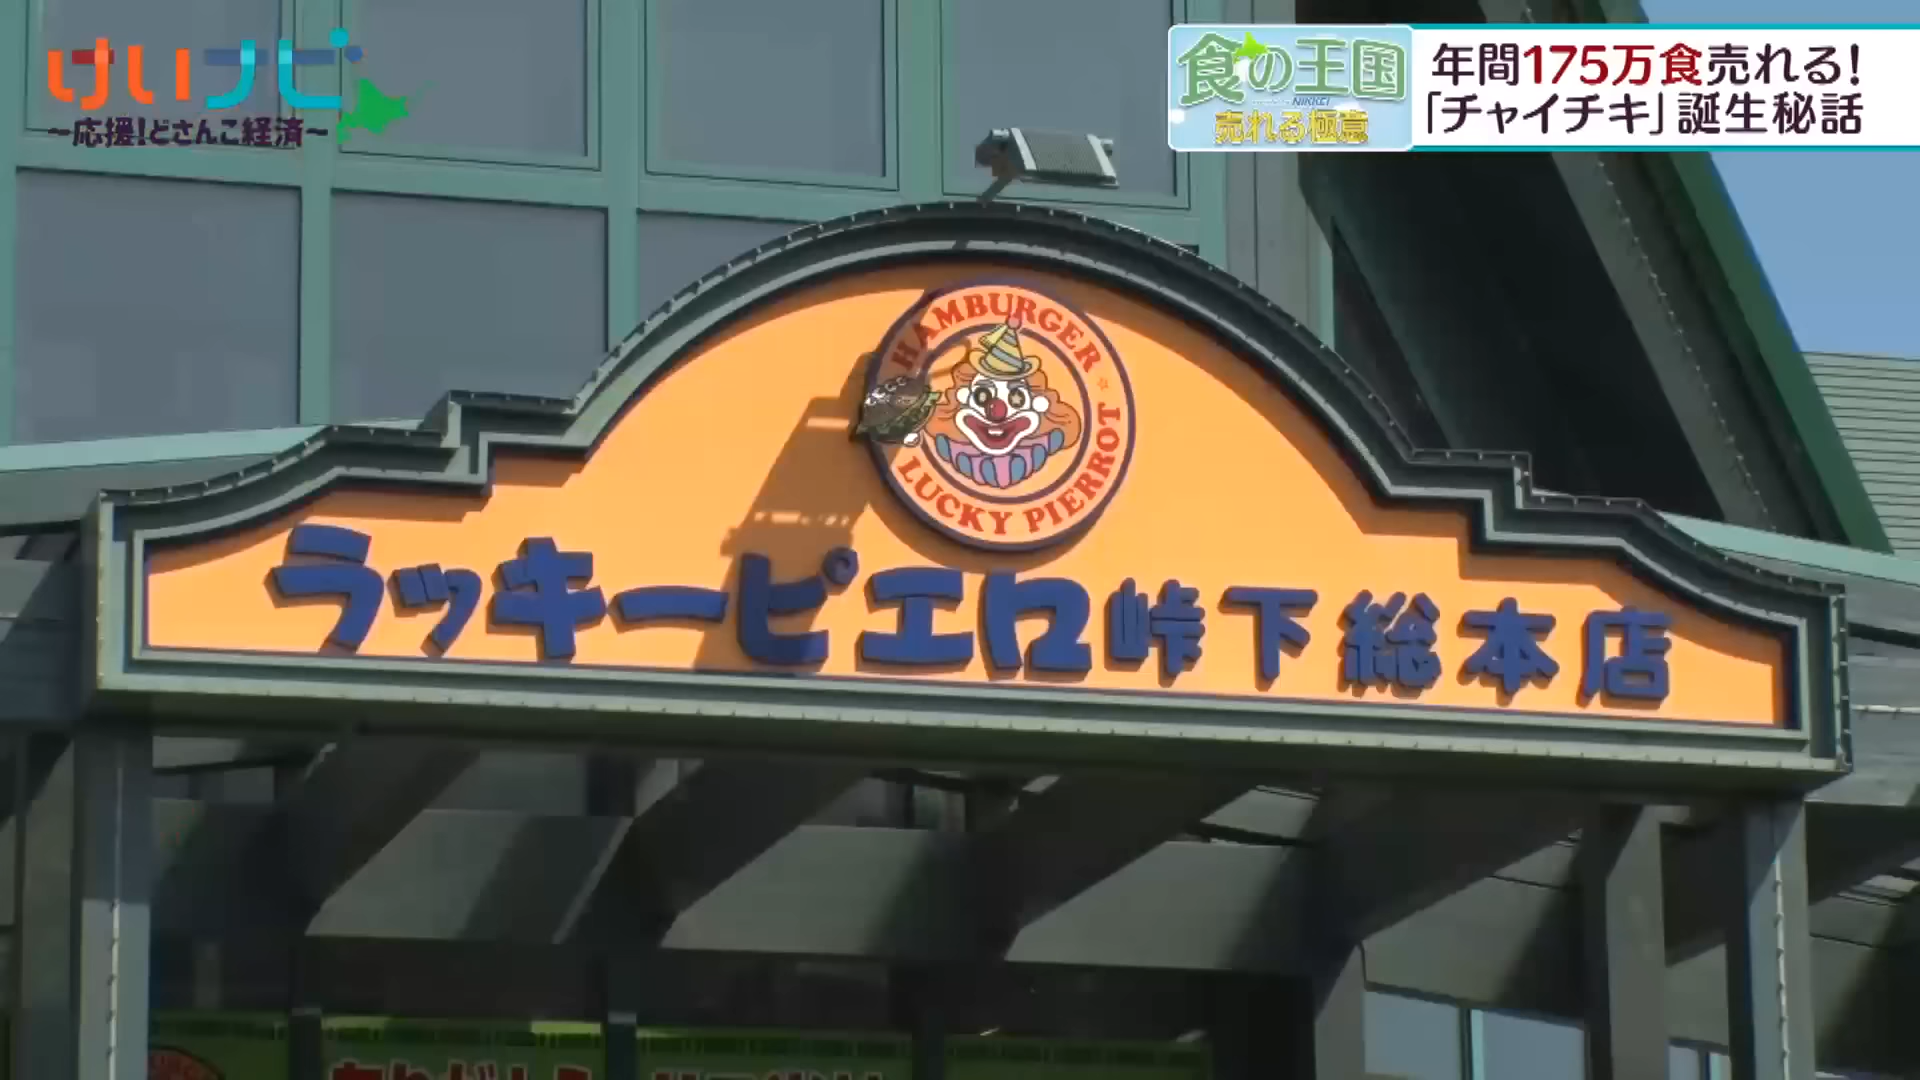 けいナビ
～応援!どさんこ経済～
食の王国
NIKKEI
売れる極意
年間175万食売れる!
「チャイチキ」誕生秘話
HAMBURGER
LUCKY PIERROT
ラッキーピエロ峠下総本店